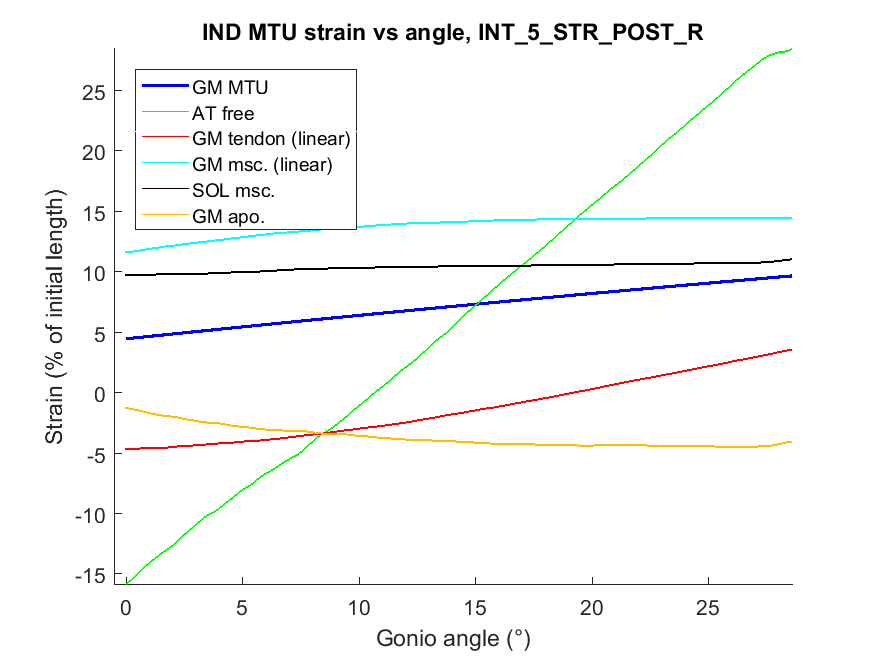 IND MTU strain vs angle, INT_5_STR_POST_R
GM MTU
AT free
GM tendon (linear)
GM msc. (linear)
SOL msc.
GM apo.
Strain (% of initial length)
25
20
15
10
5
0
-5
-10
-15
0 5 10 15 20 25
Gonio angle (°)